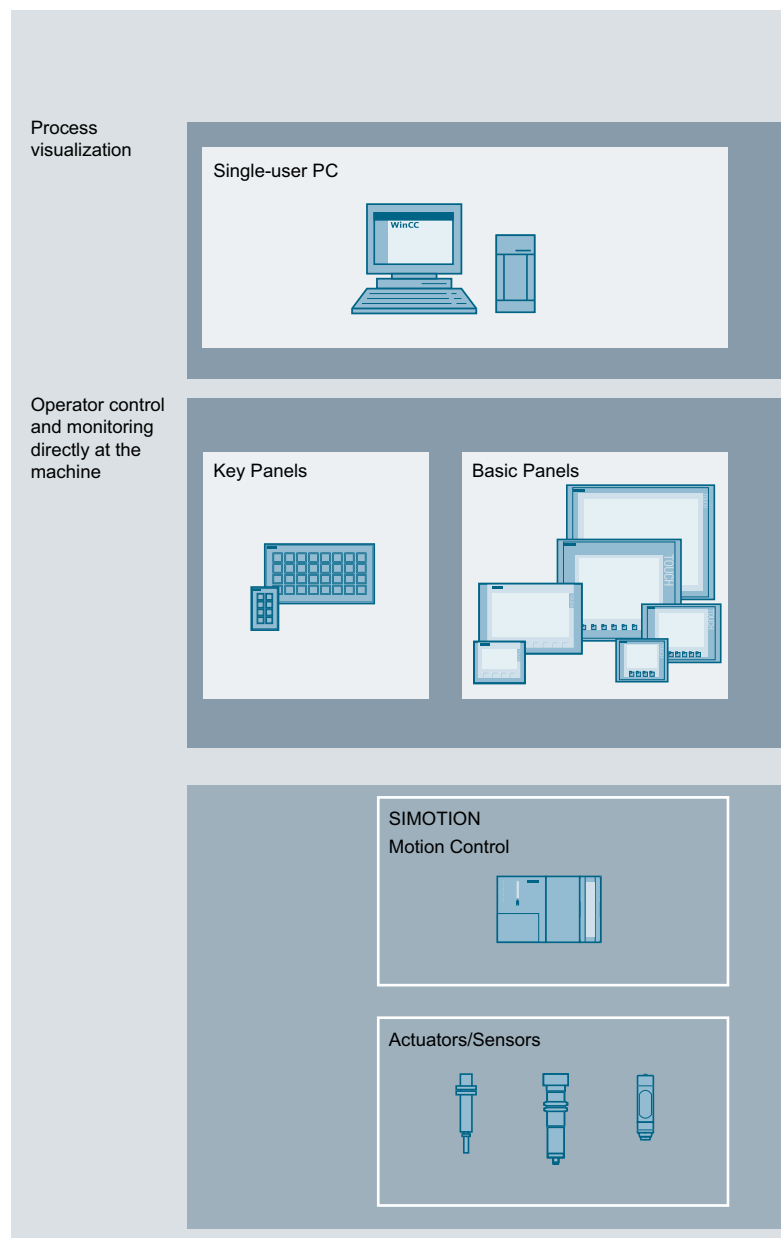 Process
visualization
Single-user PC
WinCC
Operator control
and monitoring
directly at the
machine
Key Panels
Basic Panels
TOUCH
SIMOTION
Motion Control
Actuators/Sensors